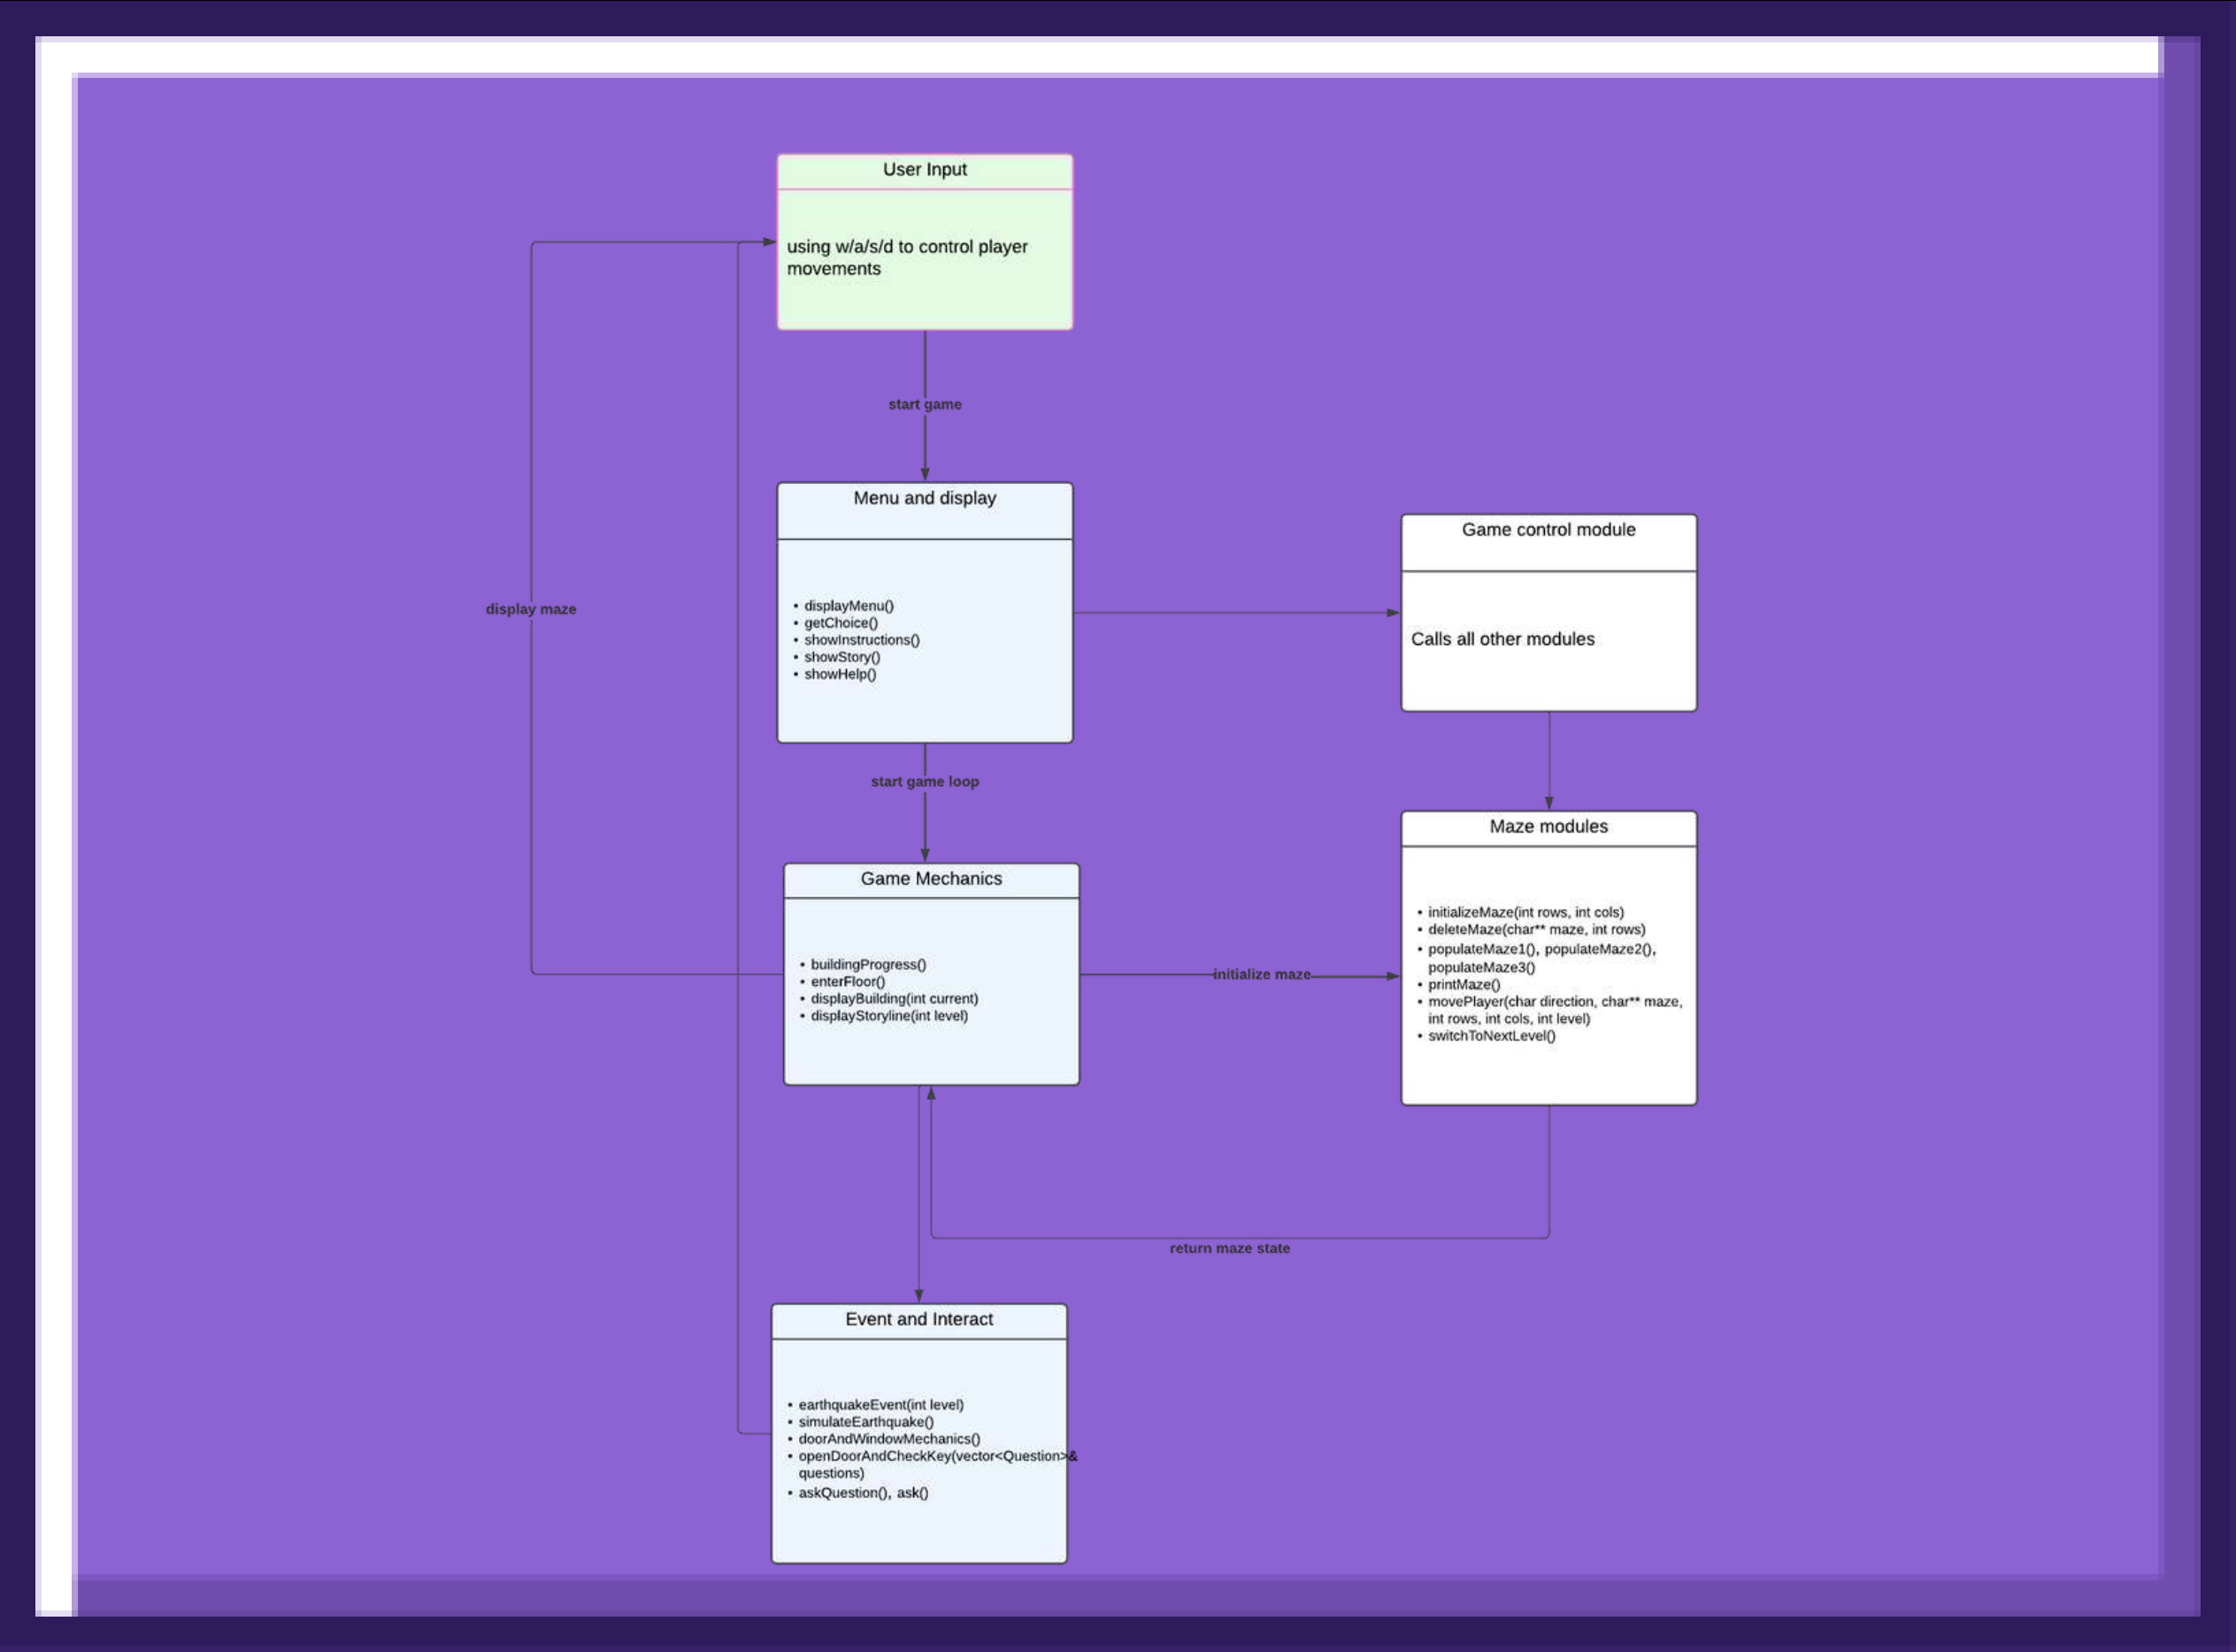 User Input
using w/a/s/d to control player
movements
start game
Menu and display
• displayMenu()
• getChoice()
• showInstructions()
• showStory()
• showHelp()
Game control module
Calls all other modules
display maze
start game loop
Game Mechanics
• buildingProgress()
• enterFloor()
• displayBuilding(int current)
• displayStoryline(int level)
initialize maze
Maze modules
• initializeMaze(int rows, int cols)
• deleteMaze(char** maze, int rows)
• populateMaze1(), populateMaze2(),
populateMaze3()
• printMaze()
• movePlayer(char direction, char** maze,
int rows, int cols, int level)
• switchToNextLevel()
return maze state
Event and Interact
• earthquakeEvent(int level)
• simulateEarthquake()
• doorAndWindowMechanics()
• openDoorAndCheckKey(vector<Question>&
questions)
• askQuestion(), ask()